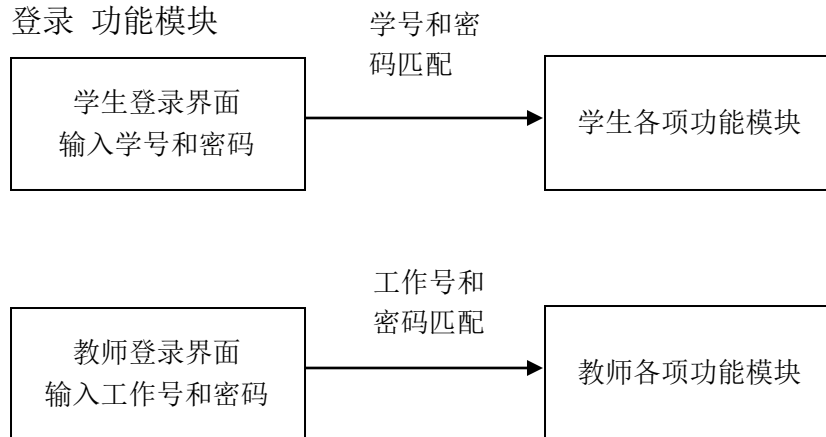 登录 功能模块
学号和密
码匹配
学生登录界面
输入学号和密码
学生各项功能模块
工作号和
密码匹配
教师登录界面
输入工作号和密码
教师各项功能模块